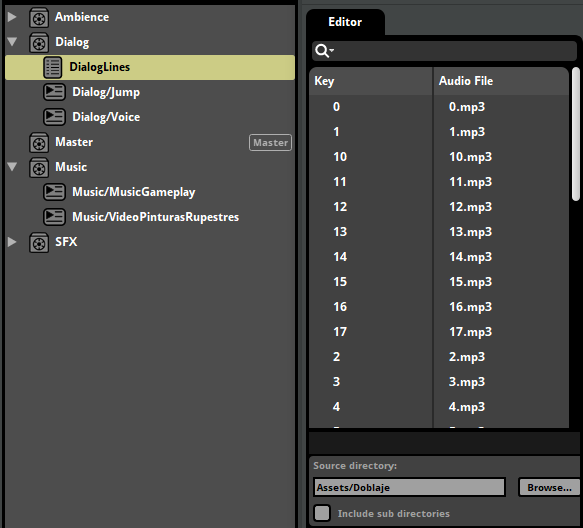 Ambience
Dialog
DialogLines
Dialog/Jump
Dialog/Voice
Master Master
Music
Music/MusicGameplay
Music/VideoPinturasRupestres
SFX
Editor
Key Audio File
0 0.mp3
1 1.mp3
10 10.mp3
11 11.mp3
12 12.mp3
13 13.mp3
14 14.mp3
15 15.mp3
16 16.mp3
17 17.mp3
2 2.mp3
3 3.mp3
4 4.mp3
Source directory:
Assets/Doblaje Browse...
Include sub directories